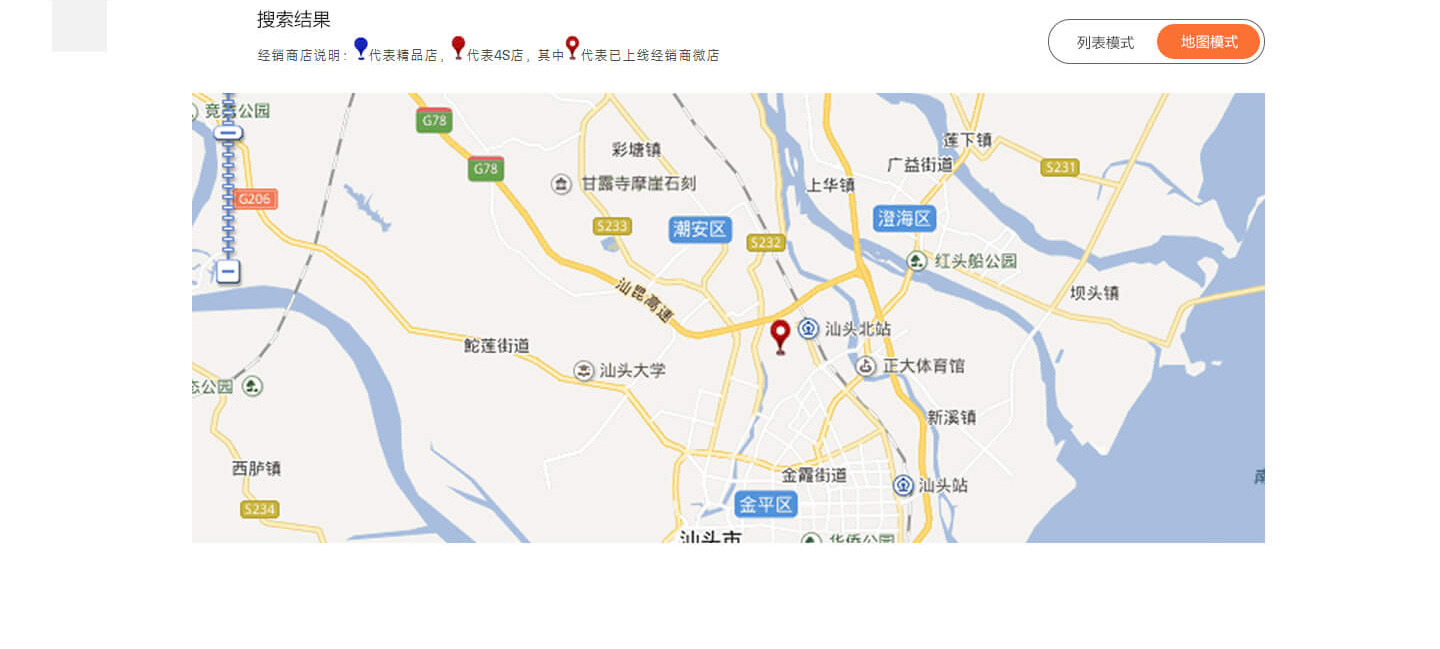 搜索结果
经销商店说明：代表精品店，代表4S店，其中代表已上线经销商微店
列表模式
地图模式
公园
G78
彩塘镇
莲下镇
G78
广益街道
S231
甘露寺摩崖石刻
上华镇
G206
S233
潮安区
澄海区
S232
红头船公园
汕昆高速
坝头镇
汕头北站
鮀莲街道
汕头大学
正大体育馆
态公园
新溪镇
西胪镇
金霞街道
汕头站
S234
金平区
汕头市
华侨公园